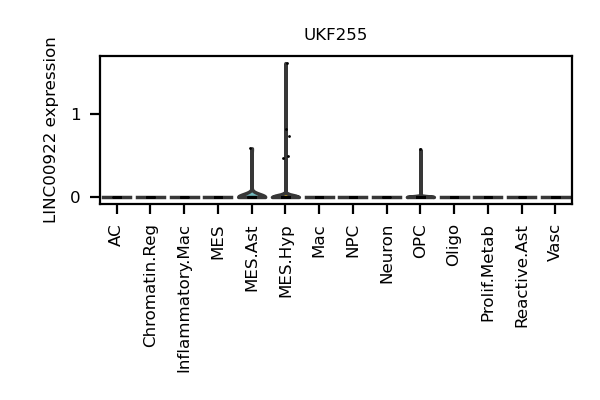 UKF255
LINC00922 expression
1
0
AC
Chromatin.Reg
Inflammatory.Mac
MES
MES.Ast
MES.Hyp
Mac
NPC
Neuron
OPC
Oligo
Prolif.Metab
Reactive.Ast
Vasc